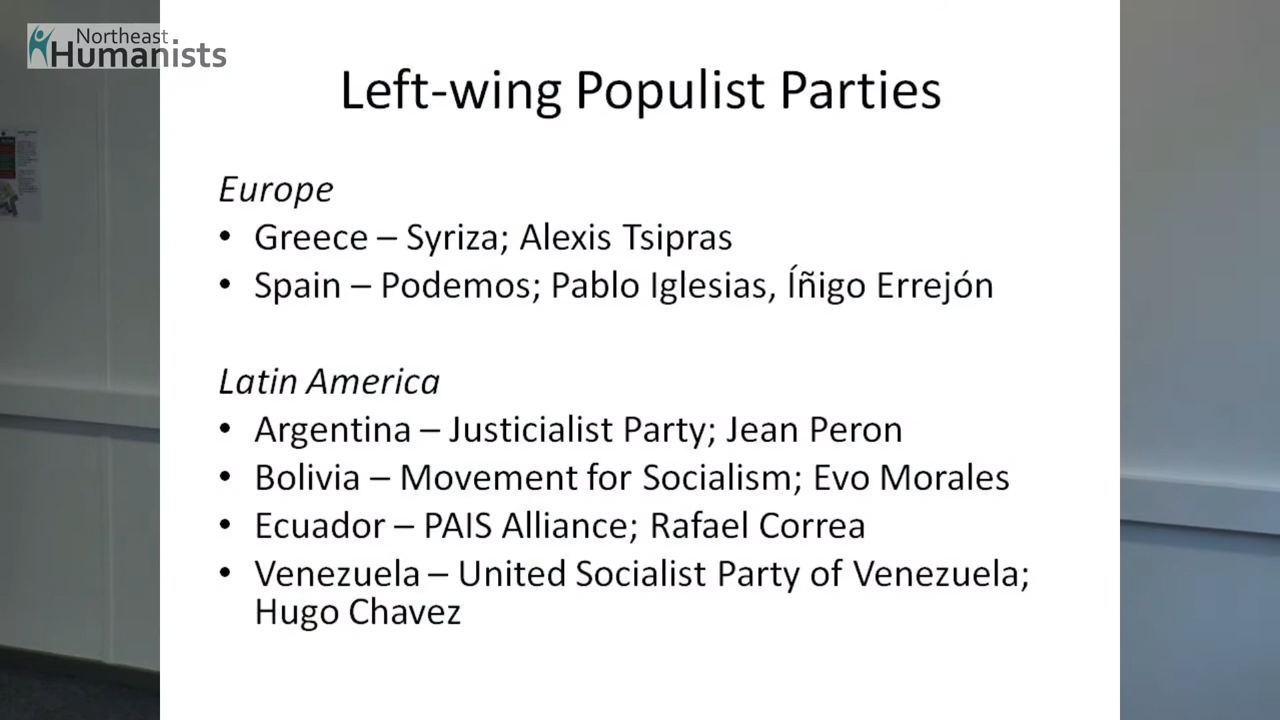 Northeast
Humanists
Left-wing Populist Parties
Europe
• Greece – Syriza; Alexis Tsipras
• Spain – Podemos; Pablo Iglesias, Íñigo Errejón
Latin America
• Argentina – Justicialist Party; Jean Peron
• Bolivia – Movement for Socialism; Evo Morales
• Ecuador – PAIS Alliance; Rafael Correa
• Venezuela – United Socialist Party of Venezuela;
Hugo Chavez